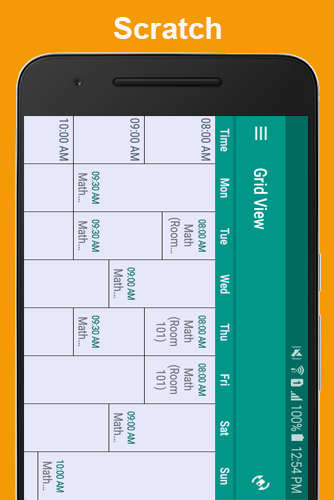 Scratch
100% 12:54 PM
Grid View
Time Mon Tue Wed Thu Fri Sat Sun
08:00 AM
08:00 AM
Math
(Room
101)
08:00 AM
Math
(Room
101)
08:00 AM
Math
(Room...
09:00 AM
09:30 AM
Math...
09:30 AM
Math...
09:00 AM
Math...
09:30 AM
Math...
09:00 AM
Math...
10:00 AM
10:00 AM
Math...